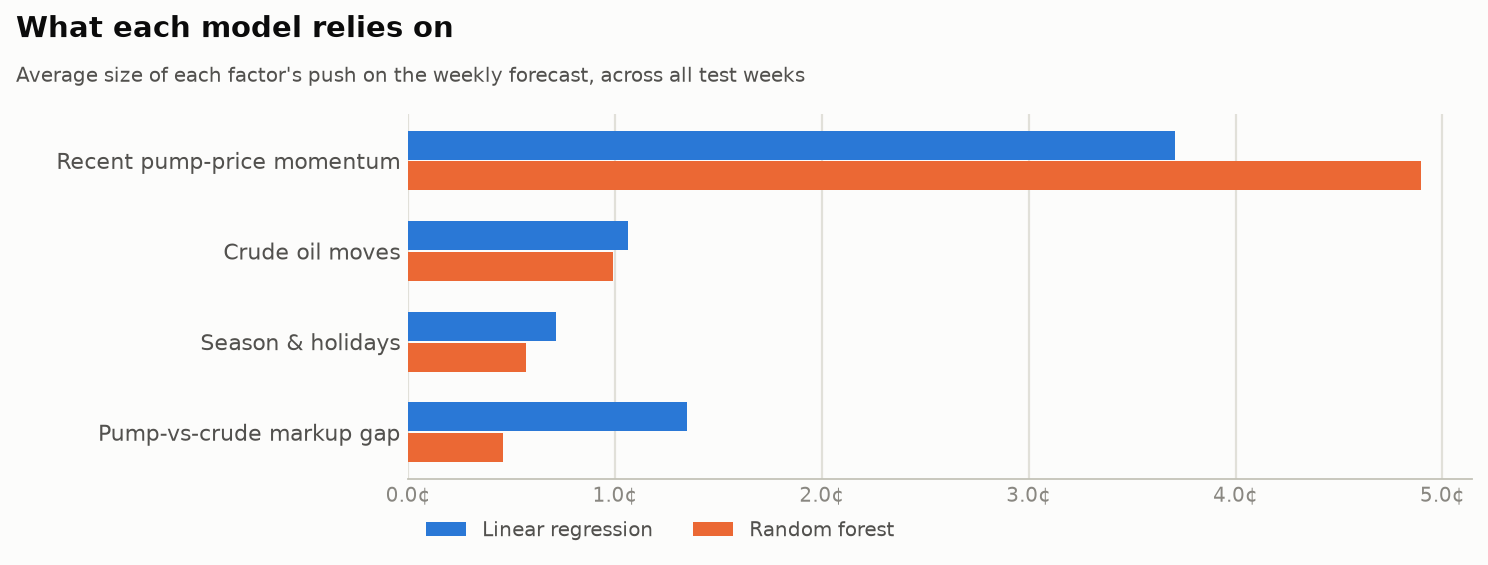 What each model relies on
Average size of each factor's push on the weekly forecast, across all test weeks
Recent pump-price momentum
Crude oil moves
Season & holidays
Pump-vs-crude markup gap
0.0¢ 1.0¢ 2.0¢ 3.0¢ 4.0¢ 5.0¢
Linear regression Random forest